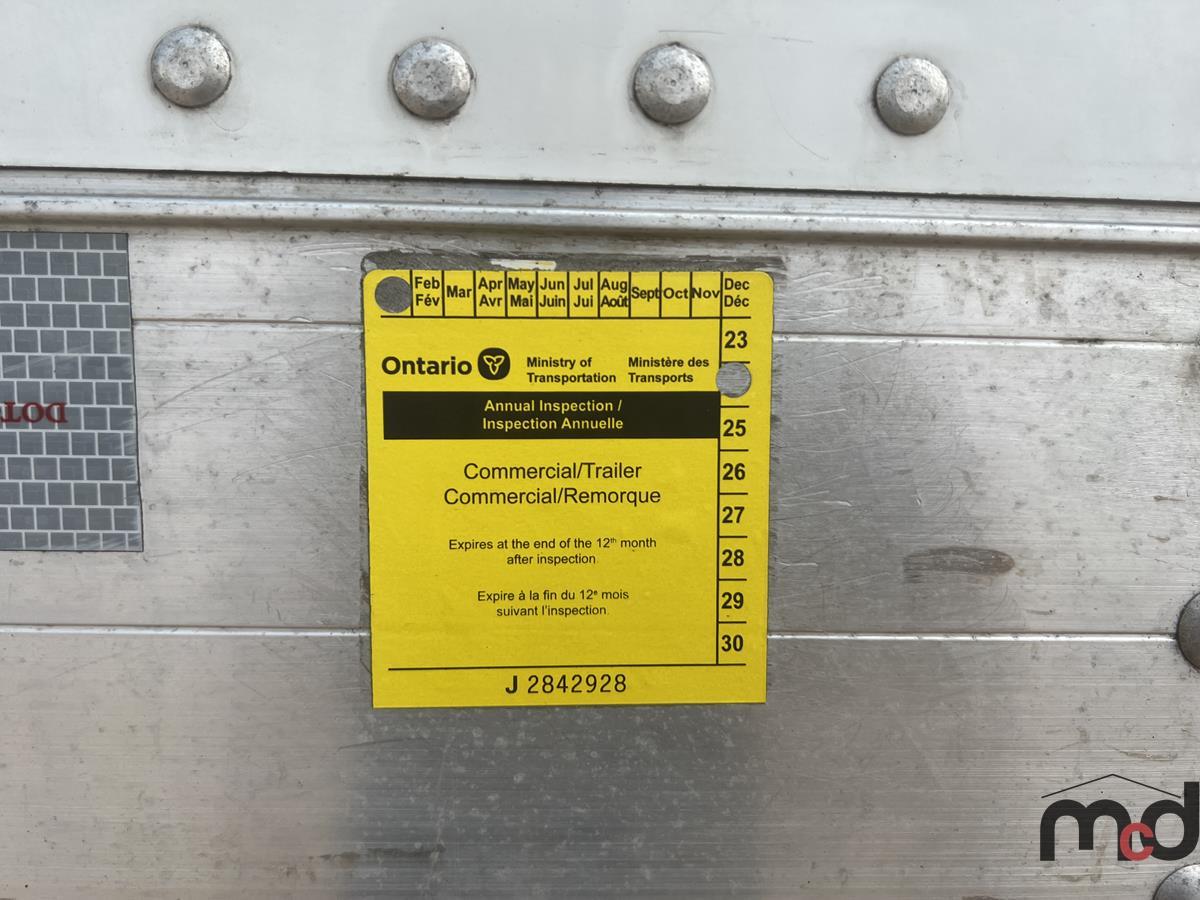 Feb Mar Apr May Jun Jul Aug Sept Oct Nov Dec
Fév Avr Mai Juin Jui Août Déc
23
Ontario Ministry of Ministère des
Transportation Transports
Annual Inspection /
Inspection Annuelle
25
Commercial/Trailer
Commercial/Remorque
26
27
Expires at the end of the 12th month
after inspection.
28
Expire à la fin du 12e mois
suivant l'inspection.
29
30
J 2842928
DOT
mcd